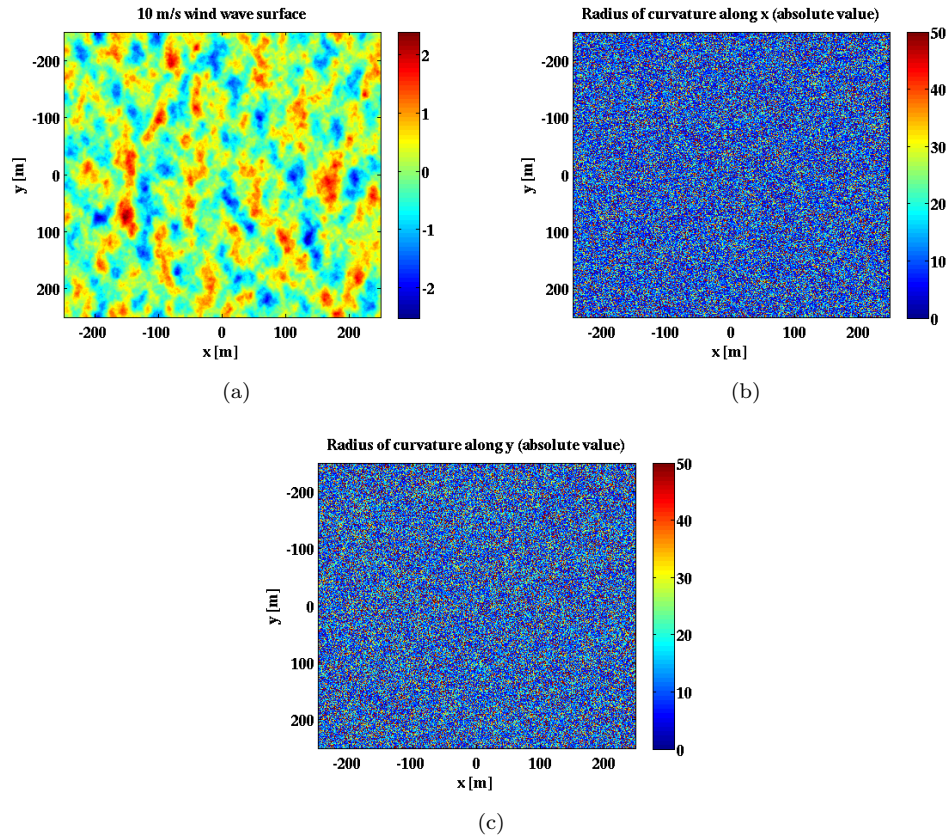 10 m/s wind wave surface
-200
-100
0
100
200
y [m]
-200 -100 0 100 200
x [m]
2
1
0
-1
-2
(a)
Radius of curvature along x (absolute value)
-200
-100
0
100
200
y [m]
-200 -100 0 100 200
x [m]
50
40
30
20
10
0
(b)
Radius of curvature along y (absolute value)
-200
-100
0
100
200
y [m]
-200 -100 0 100 200
x [m]
50
40
30
20
10
0
(c)